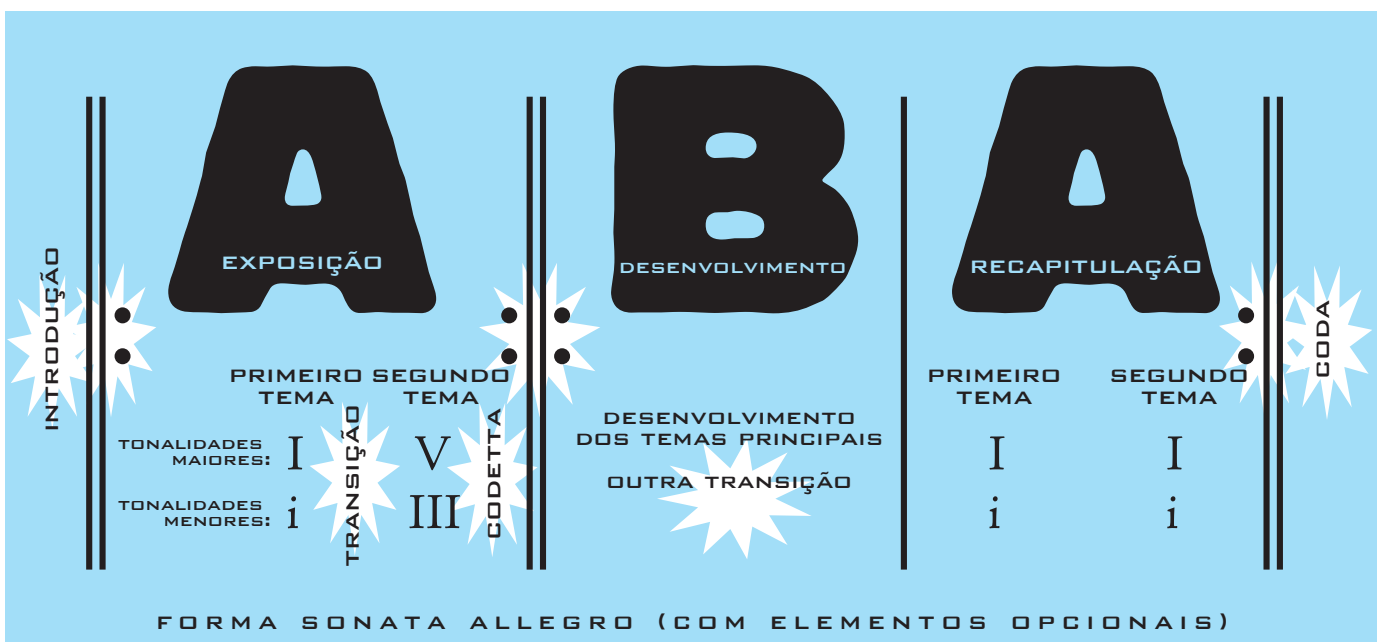 INTRODUÇÃO
A
EXPOSIÇÃO
PRIMEIRO TEMA
SEGUNDO TEMA
TONALIDADES MAIORES: I V
TONALIDADES MENORES: i III
TRANSIÇÃO
CODETTA
B
DESENVOLVIMENTO
DESENVOLVIMENTO
DOS TEMAS PRINCIPAIS
OUTRA TRANSIÇÃO
A
RECAPITULAÇÃO
PRIMEIRO TEMA
SEGUNDO TEMA
I I
i i
CODA
FORMA SONATA ALLEGRO (COM ELEMENTOS OPCIONAIS)